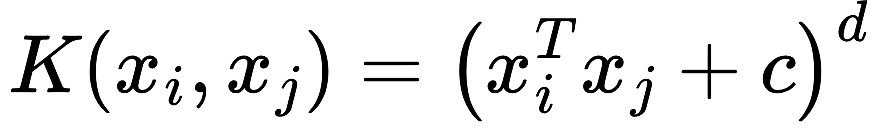 K(x_i, x_j) = (x_i^T x_j + c)^d